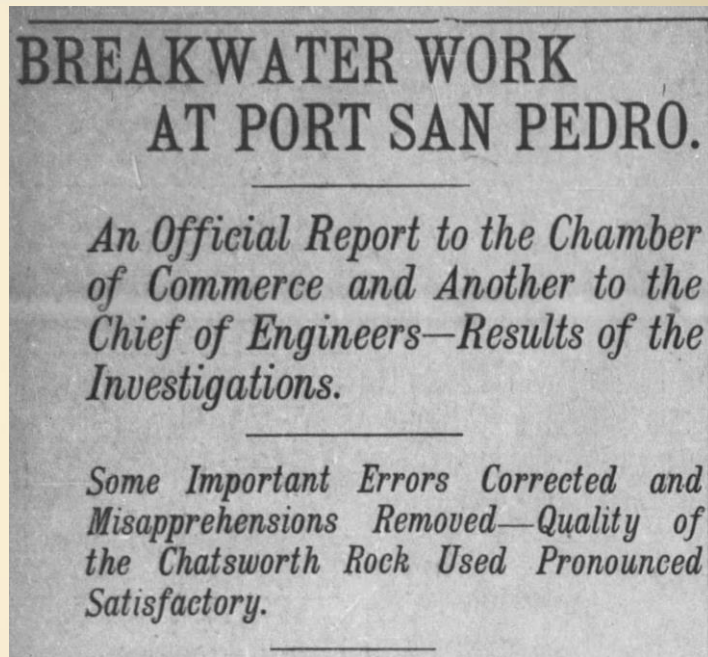 BREAKWATER WORK
AT PORT SAN PEDRO.
An Official Report to the Chamber
of Commerce and Another to the
Chief of Engineers—Results of the
Investigations.
Some Important Errors Corrected and
Misapprehensions Removed—Quality of
the Chatsworth Rock Used Pronounced
Satisfactory.